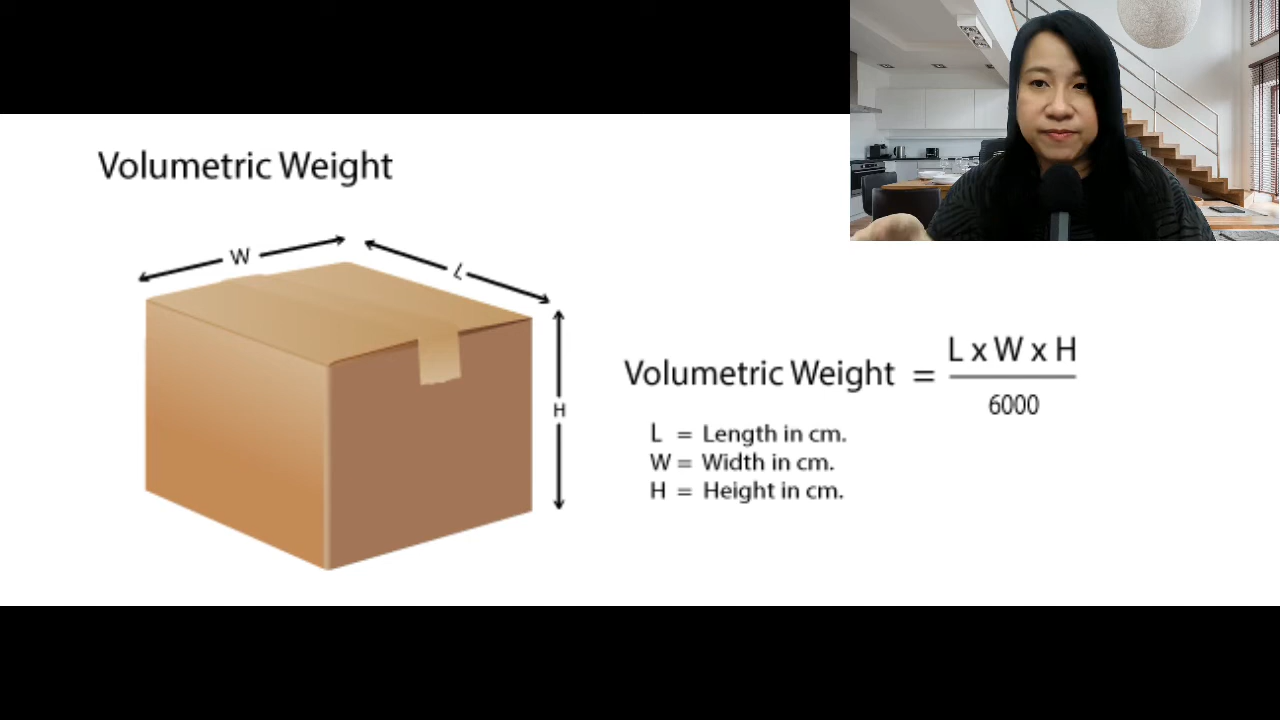 Volumetric Weight
W
L
H
Volumetric Weight = L x W x H
6000
L = Length in cm.
W = Width in cm.
H = Height in cm.